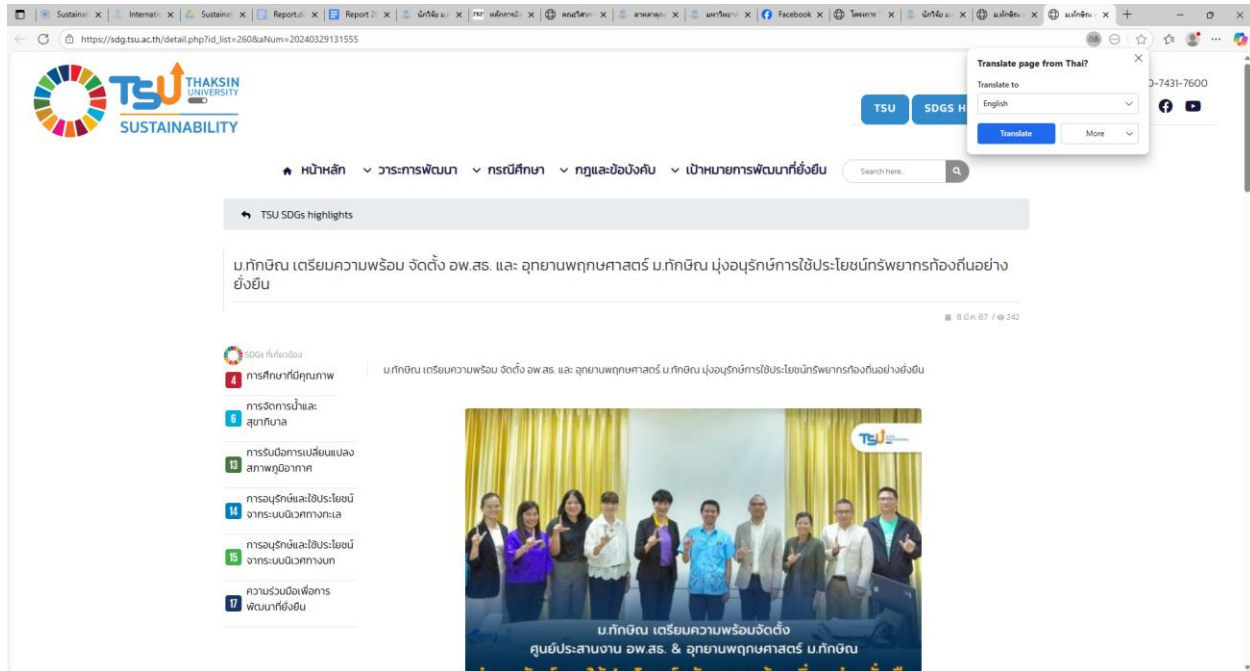 Sustainat
Internatic
Sustainat
Report.dc
Report 2
Facebook
https://sdg.tsu.ac.th/detail.php?id_list=260&aNum=20240329131555
Translate page from Thai?
Translate to
English
Translate
More
TSU THAKSIN
UNIVERSITY
SUSTAINABILITY
0-7431-7600
TSU
SDGS H
หน้าหลัก
วาระการพัฒนา
กรณีศึกษา
กฎและข้อบังคับ
เป้าหมายการพัฒนาที่ยั่งยืน
Search here..
TSU SDGs highlights
ม.ทักษิณ เตรียมความพร้อม จัดตั้ง อพ.สธ. และ อุทยานพฤกษศาสตร์ ม.ทักษิณ มุ่งอนุรักษ์การใช้ประโยชน์ทรัพยากรท้องถิ่นอย่าง
ยั่งยืน
8 มี.ค. 67 / 242
SDGs ที่เกี่ยวข้อง
4 การศึกษาที่มีคุณภาพ
การจัดการน้ำและ
6 สุขาภิบาล
การรับมือการเปลี่ยนแปลง
13 สภาพภูมิอากาศ
การอนุรักษ์และใช้ประโยชน์
14 จากระบบนิเวศทางทะเล
การอนุรักษ์และใช้ประโยชน์
15 จากระบบนิเวศทางบก
ความร่วมมือเพื่อการ
17 พัฒนาที่ยั่งยืน
ม.ทักษิณ เตรียมความพร้อม จัดตั้ง อพ.สธ. และ อุทยานพฤกษศาสตร์ ม.ทักษิณ มุ่งอนุรักษ์การใช้ประโยชน์ทรัพยากรท้องถิ่นอย่างยั่งยืน
TSU
ม.ทักษิณ เตรียมความพร้อมจัดตั้ง
ศูนย์ประสานงาน อพ.สธ. & อุทยานพฤกษศาสตร์ ม.ทักษิณ